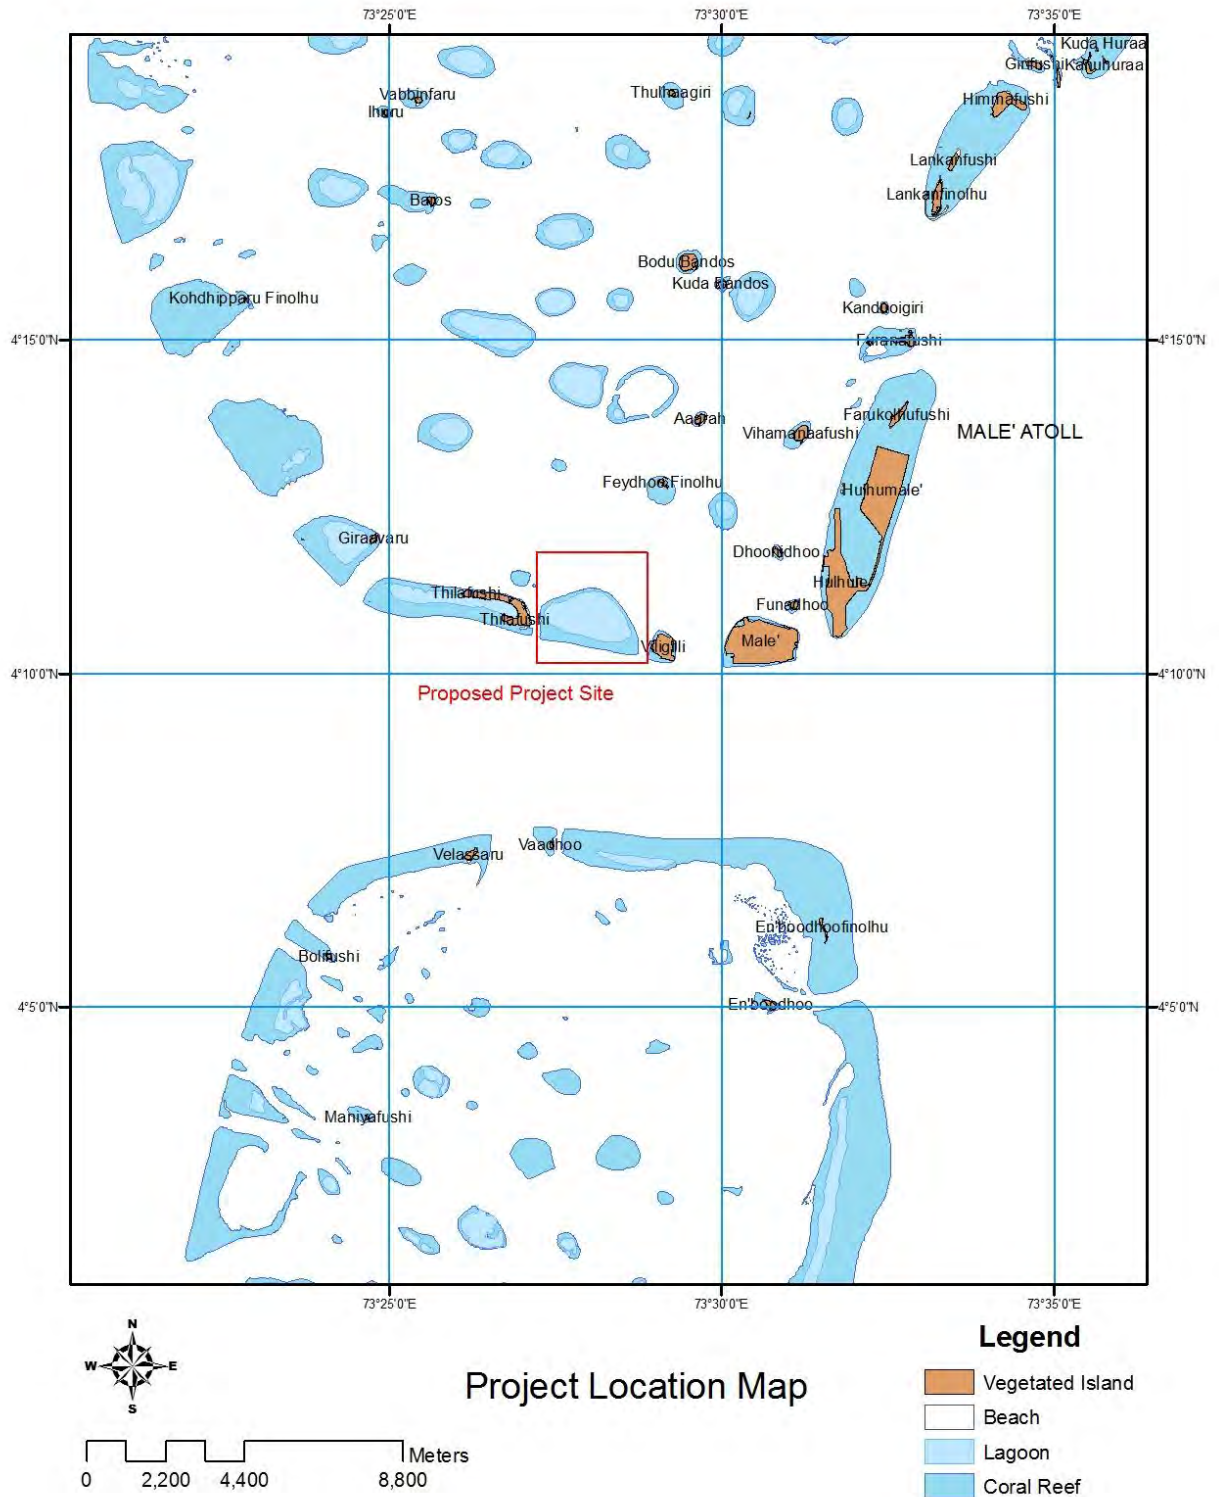 73°25'0"E
73°30'0"E
73°35'0"E
Kuda Huraa
Girifushi
Kanuhuraa
Vabbinfaru
Thulhaagiri
Himmafushi
Ihuru
Lankanfushi
Lankanfinolhu
Baros
Bodu Bandos
Kuda Bandos
Kohdhipparu Finolhu
Kandooigiri
4°15'0"N
4°15'0"N
Furanafushi
Aarah
Farukolhufushi
Vihamanaafushi
MALE' ATOLL
Feydhoo Finolhu
Hulhumale'
Giraavaru
Dhoonidhoo
Thilafushi
Hulhule
Funadhoo
Thilafushi
Viligilli
Male'
4°10'0"N
4°10'0"N
Proposed Project Site
Velassaru
Vaadhoo
En'boodhoofinolhu
Bolifushi
En'boodhoo
4°5'0"N
4°5'0"N
Maniyafushi
73°25'0"E
73°30'0"E
73°35'0"E
N
W
E
S
Project Location Map
Legend
Vegetated Island
Beach
Lagoon
Coral Reef
Meters
0
2,200
4,400
8,800